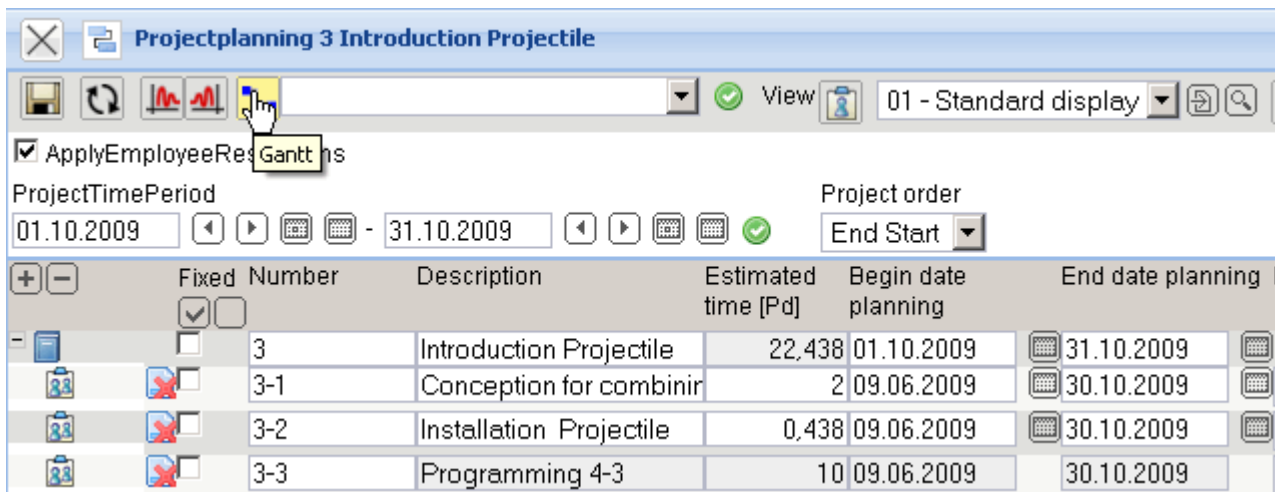 Projectplanning 3 Introduction Projectile
View 01 - Standard display
ApplyEmployeeRes Gantt ns
ProjectTimePeriod Project order
01.10.2009 - 31.10.2009 End Start
Fixed Number Description Estimated time [Pd] Begin date planning End date planning
3 Introduction Projectile 22,438 01.10.2009 31.10.2009
3-1 Conception for combinin 2 09.06.2009 30.10.2009
3-2 Installation Projectile 0,438 09.06.2009 30.10.2009
3-3 Programming 4-3 10 09.06.2009 30.10.2009